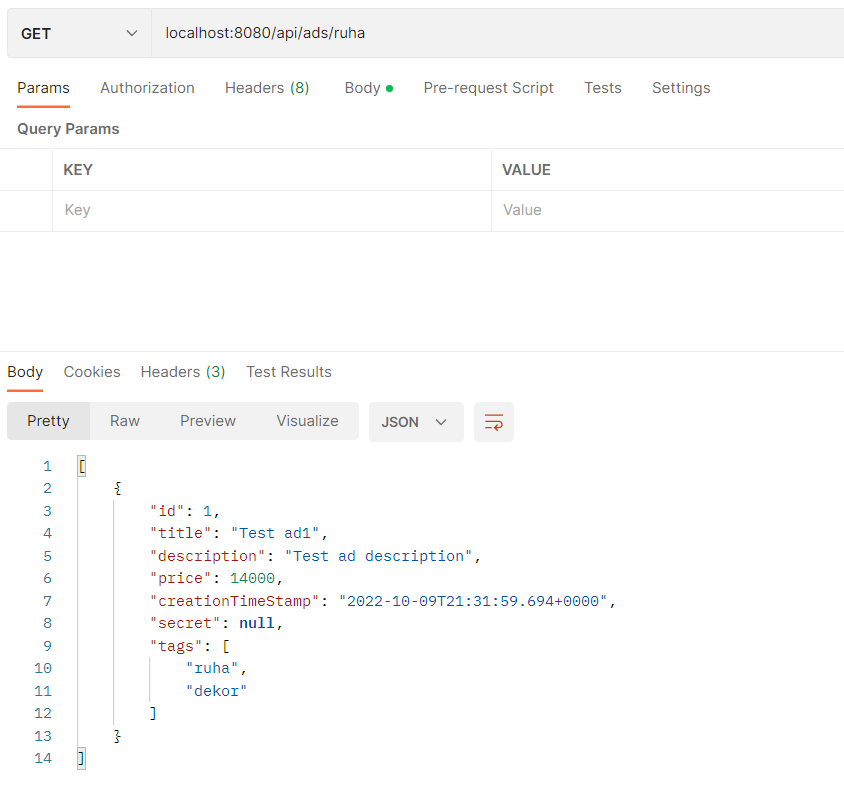 GET localhost:8080/api/ads/ruha
Params Authorization Headers (8) Body Pre-request Script Tests Settings
Query Params
KEY VALUE
Key Value
Body Cookies Headers (3) Test Results
Pretty Raw Preview Visualize JSON
1 [
2 {
3 "id": 1,
4 "title": "Test ad1",
5 "description": "Test ad description",
6 "price": 14000,
7 "creationTimeStamp": "2022-10-09T21:31:59.694+0000",
8 "secret": null,
9 "tags": [
10 "ruha",
11 "dekor"
12 ]
13 }
14 ]